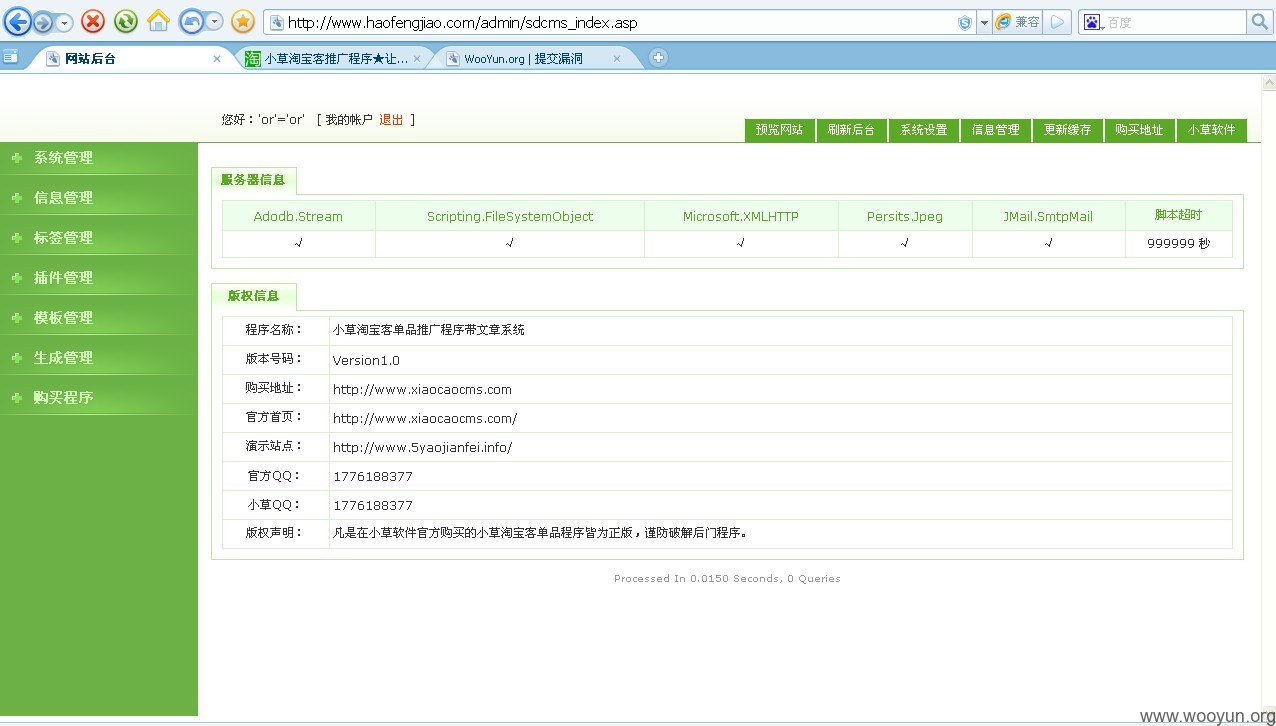 http://www.haofengjiao.com/admin/sdcms_index.asp
兼容
百度
网站后台
小草淘宝客推广程序★让...
WooYun.org | 提交漏洞
您好：'or'='or' [ 我的帐户 退出 ]
预览网站 刷新后台 系统设置 信息管理 更新缓存 购买地址 小草软件
系统管理
信息管理
标签管理
插件管理
模板管理
生成管理
购买程序
服务器信息
Adodb.Stream Scripting.FileSystemObject Microsoft.XMLHTTP Persits.Jpeg JMail.SmtpMail 脚本超时
√ √ √ √ √ 999999 秒
版权信息
程序名称： 小草淘宝客单品推广程序带文章系统
版本号码： Version1.0
购买地址： http://www.xiaocaocms.com
官方首页： http://www.xiaocaocms.com/
演示站点： http://www.5yaojianfei.info/
官方QQ： 1776188377
小草QQ： 1776188377
版权声明： 凡是在小草软件官方购买的小草淘宝客单品程序皆为正版，谨防破解后门程序。
Processed In 0.0150 Seconds, 0 Queries
www.wooyun.org